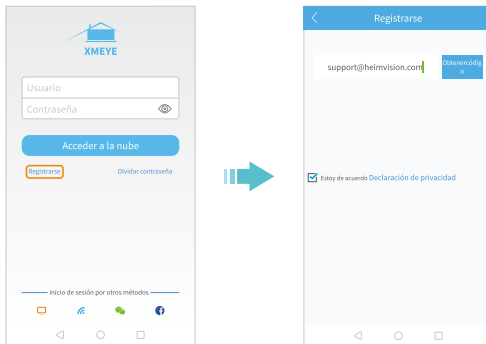 XMEYE
Usuario
Contraseña
Acceder a la nube
Registrarse
Olvidar contraseña
Inicio de sesión por otros métodos
Registrarse
support@heimvision.com
Obtenercódig
o
Estoy de acuerdo Declaración de privacidad